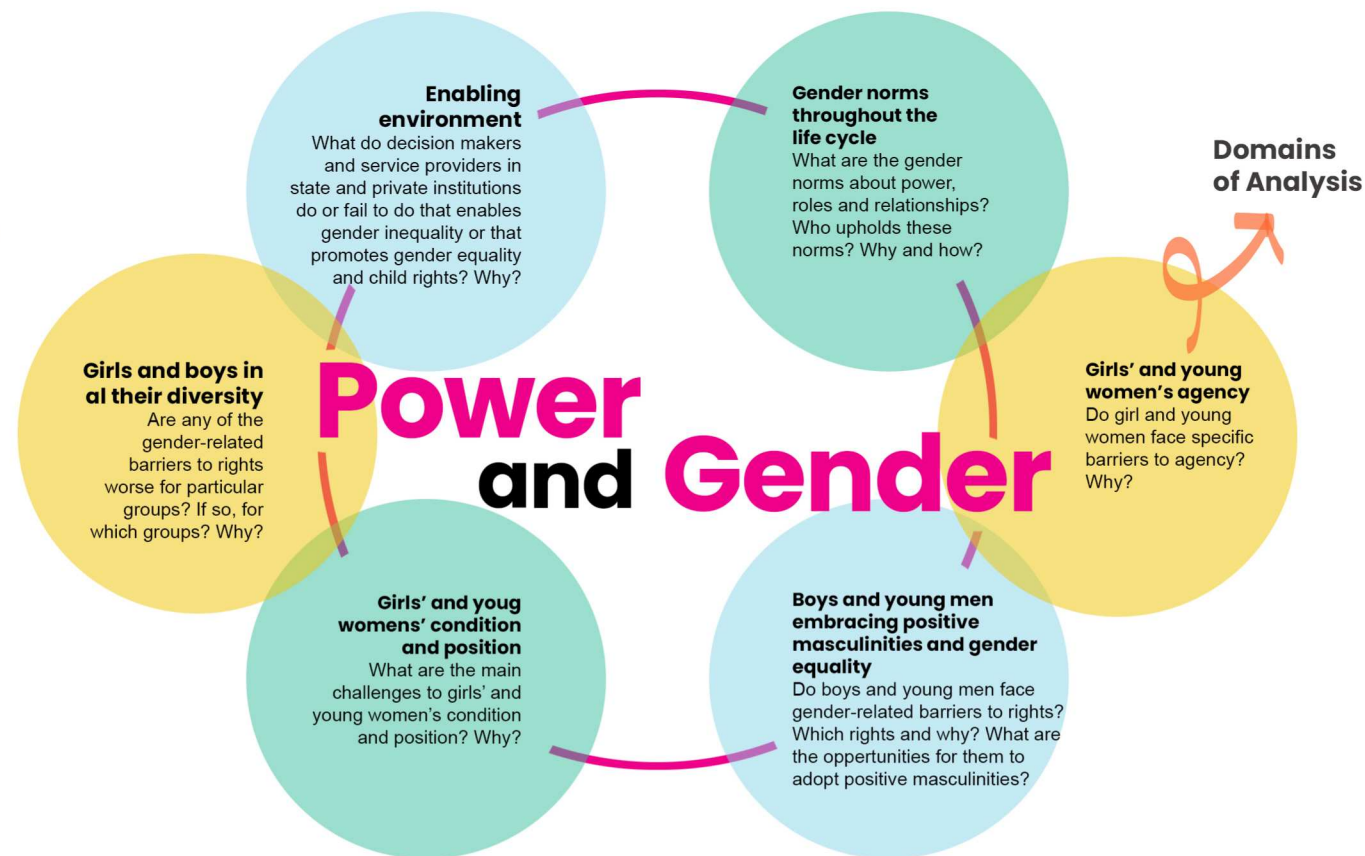 Enabling
environment
What do decision makers
and service providers in
state and private institutions
do or fail to do that enables
gender inequality or that
promotes gender equality
and child rights? Why?
Gender norms
throughout the
life cycle
What are the gender
norms about power,
roles and relationships?
Who upholds these
norms? Why and how?
Domains
of Analysis
Girls and boys in
al their diversity
Are any of the
gender-related
barriers to rights
worse for particular
groups? If so, for
which groups? Why?
Power
and Gender
Girls' and young
women's agency
Do girl and young
women face specific
barriers to agency?
Why?
Girls' and youg
womens' condition
and position
What are the main
challenges to girls' and
young women's condition
and position? Why?
Boys and young men
embracing positive
masculinities and gender
equality
Do boys and young men face
gender-related barriers to rights?
Which rights and why? What are
the opportunities for them to
adopt positive masculinities?